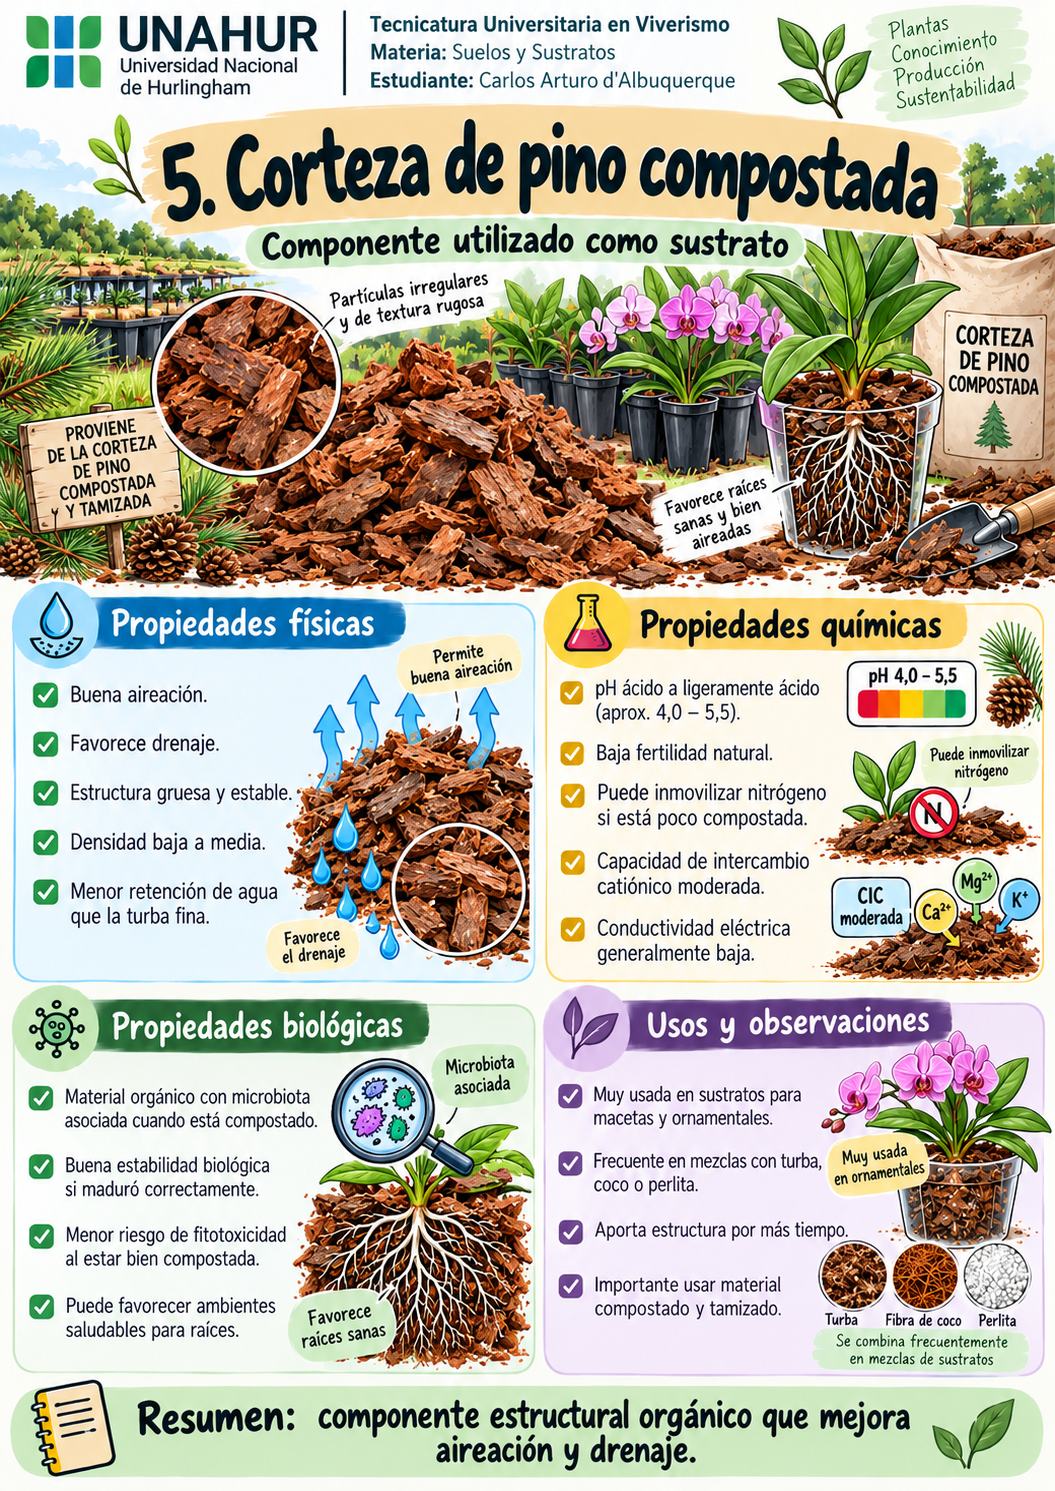 UNAHUR
Universidad Nacional
de Hurlingham
Tecnicatura Universitaria en Viverismo
Materia: Suelos y Sustratos
Estudiante: Carlos Arturo d'Albuquerque
Plantas
Conocimiento
Producción
Sustentabilidad
5. Corteza de pino compostada
Componente utilizado como sustrato
Partículas irregulares
y de textura rugosa
PROVIENE
DE LA CORTEZA
DE PINO
COMPOSTADA
Y TAMIZADA
CORTEZA
DE PINO
COMPOSTADA
Favorece raíces
sanas y bien
aireadas
Propiedades físicas
Buena aireación.
Favorece drenaje.
Estructura gruesa y estable.
Densidad baja a media.
Menor retención de agua
que la turba fina.
Permite
buena aireación
Favorece
el drenaje
Propiedades químicas
pH ácido a ligeramente ácido
(aprox. 4,0 – 5,5).
Baja fertilidad natural.
Puede inmovilizar nitrógeno
si está poco compostada.
Capacidad de intercambio
catiónico moderada.
Conductividad eléctrica
generalmente baja.
pH 4,0 – 5,5
Puede inmovilizar
nitrógeno
N
CIC
moderada
Ca²⁺
Mg²⁺
K⁺
Propiedades biológicas
Material orgánico con microbiota
asociada cuando está compostado.
Buena estabilidad biológica
si maduró correctamente.
Menor riesgo de fitotoxicidad
al estar bien compostada.
Puede favorecer ambientes
saludables para raíces.
Microbiota
asociada
Favorece
raíces sanas
Usos y observaciones
Muy usada en sustratos para
macetas y ornamentales.
Frecuente en mezclas con turba,
coco o perlita.
Aporta estructura por más tiempo.
Importante usar material
compostado y tamizado.
Muy usada
en ornamentales
Turba
Fibra de coco
Perlita
Se combina frecuentemente
en mezclas de sustratos
Resumen: componente estructural orgánico que mejora
aireación y drenaje.